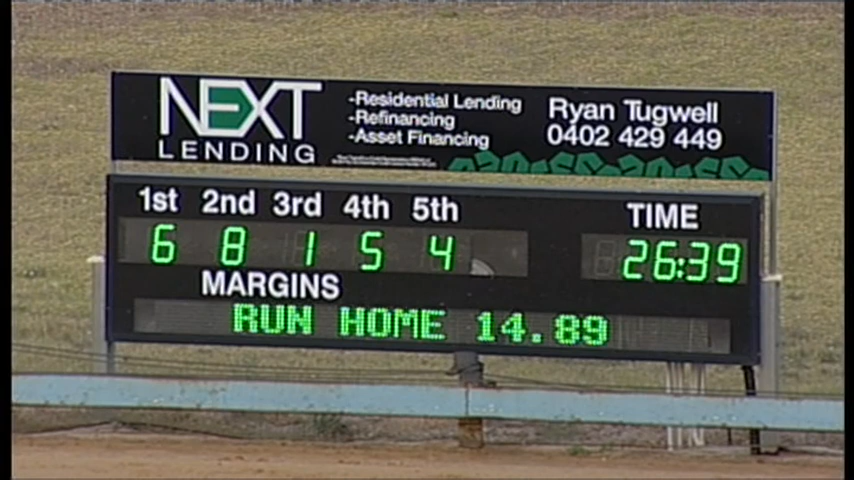 NEXT
LENDING
-Residential Lending
-Refinancing
-Asset Financing
Ryan Tugwell
0402 429 449
1st 2nd 3rd 4th 5th
6 8 1 5 4
TIME
26:39
MARGINS
RUN HOME 14.89